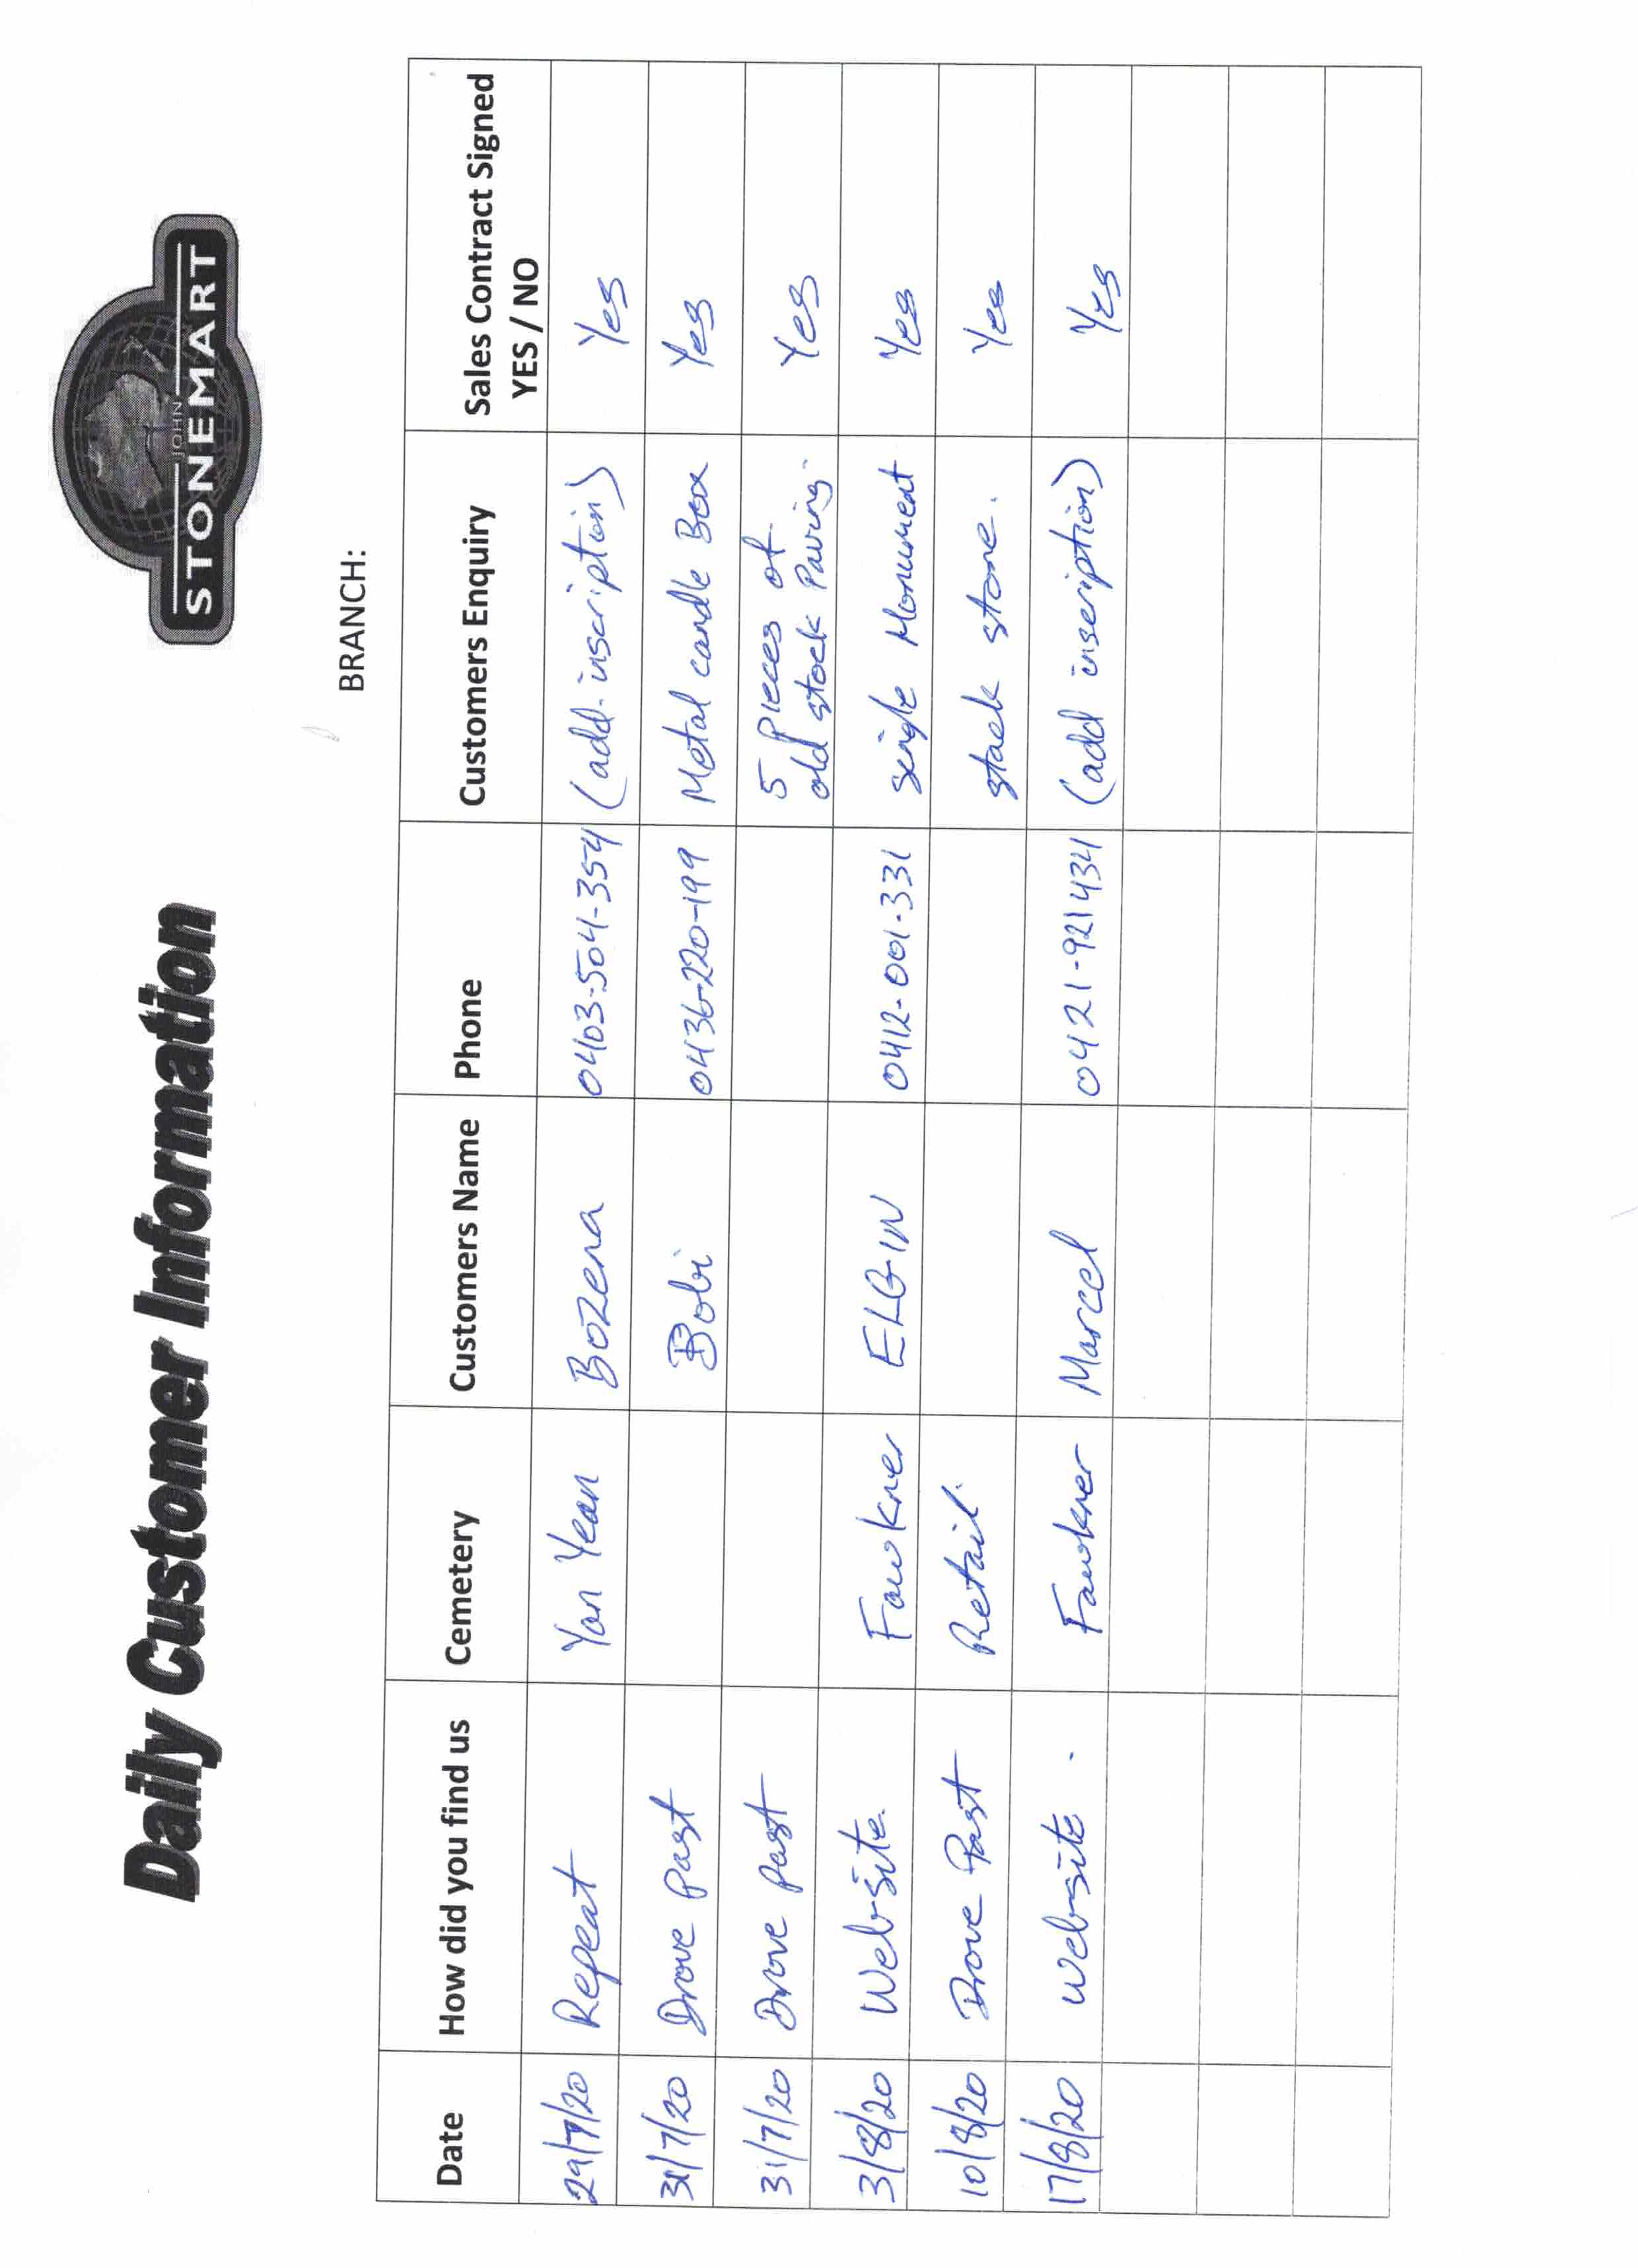 Daily Customer Information
JOHN
STONEMART
BRANCH:
Date How did you find us Cemetery Customers Name Phone Customers Enquiry Sales Contract Signed
YES / NO
29/7/20 Repeat Yan Yean Bozena 0403-504-354 (add. inscription) Yes
31/7/20 Drove Past Bobi 0436-220-199 Metal candle Box Yes
31/7/20 Drove past 5 Pieces of Yes
old stock Paving.
3/8/20 Website. Fawkner ELGIN 0412-001-331 single Monument Yes
10/8/20 Drove Past Retail. stack stone. Yes
17/8/20 website. Fawkner Marcel 0421-921434 (add inscription) Yes